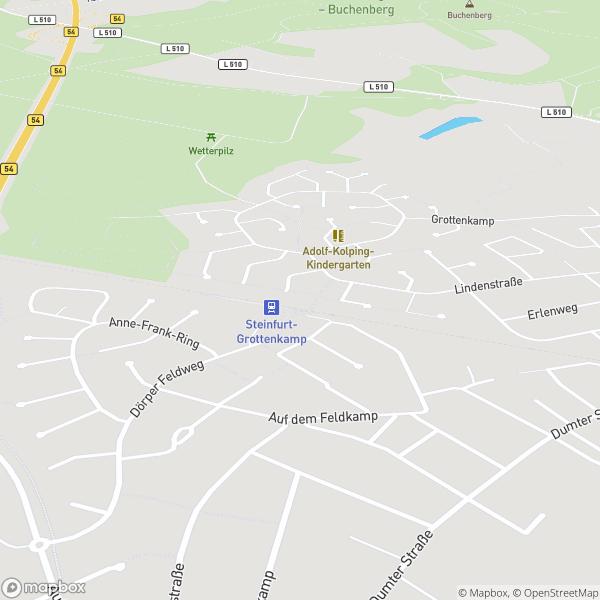 – Buchenberg
Buchenberg
L 510
54
L 510
L 510
54
L 510
L 510
54
54
Wetterpilz
Grottenkamp
Adolf-Kolping-
Kindergarten
Lindenstraße
Erlenweg
Steinfurt-
Grottenkamp
Anne-Frank-Ring
Dörper Feldweg
Auf dem Feldkamp
Dumter S
Dumter Straße
straße
kamp
mapbox
© Mapbox, © OpenStreetMap